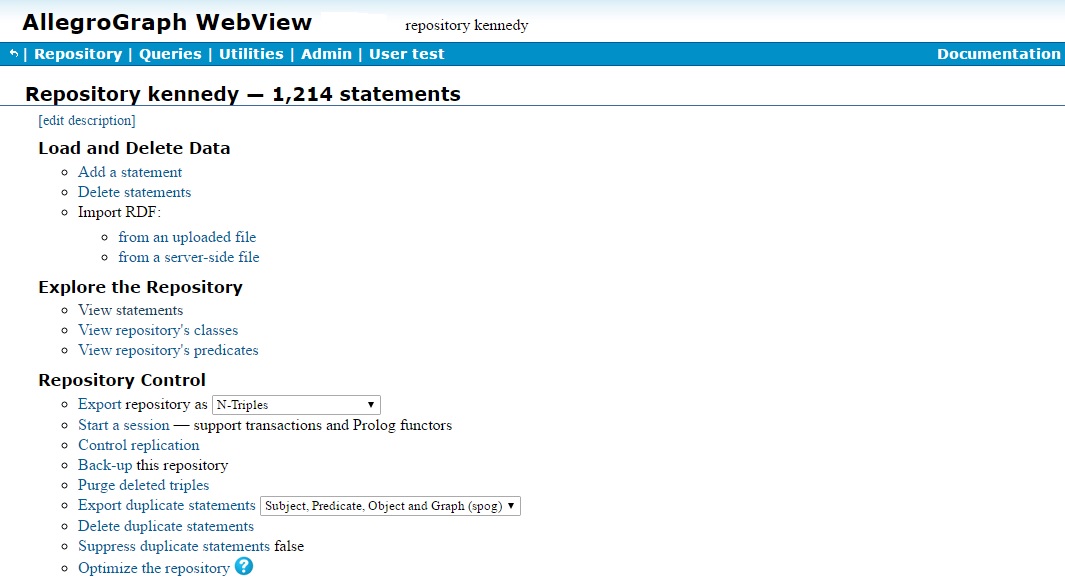 AllegroGraph WebView repository kennedy
| Repository | Queries | Utilities | Admin | User test Documentation
Repository kennedy — 1,214 statements
[edit description]
Load and Delete Data
Add a statement
Delete statements
Import RDF:
from an uploaded file
from a server-side file
Explore the Repository
View statements
View repository's classes
View repository's predicates
Repository Control
Export repository as N-Triples
Start a session — support transactions and Prolog functors
Control replication
Back-up this repository
Purge deleted triples
Export duplicate statements Subject, Predicate, Object and Graph (spog)
Delete duplicate statements
Suppress duplicate statements false
Optimize the repository ?